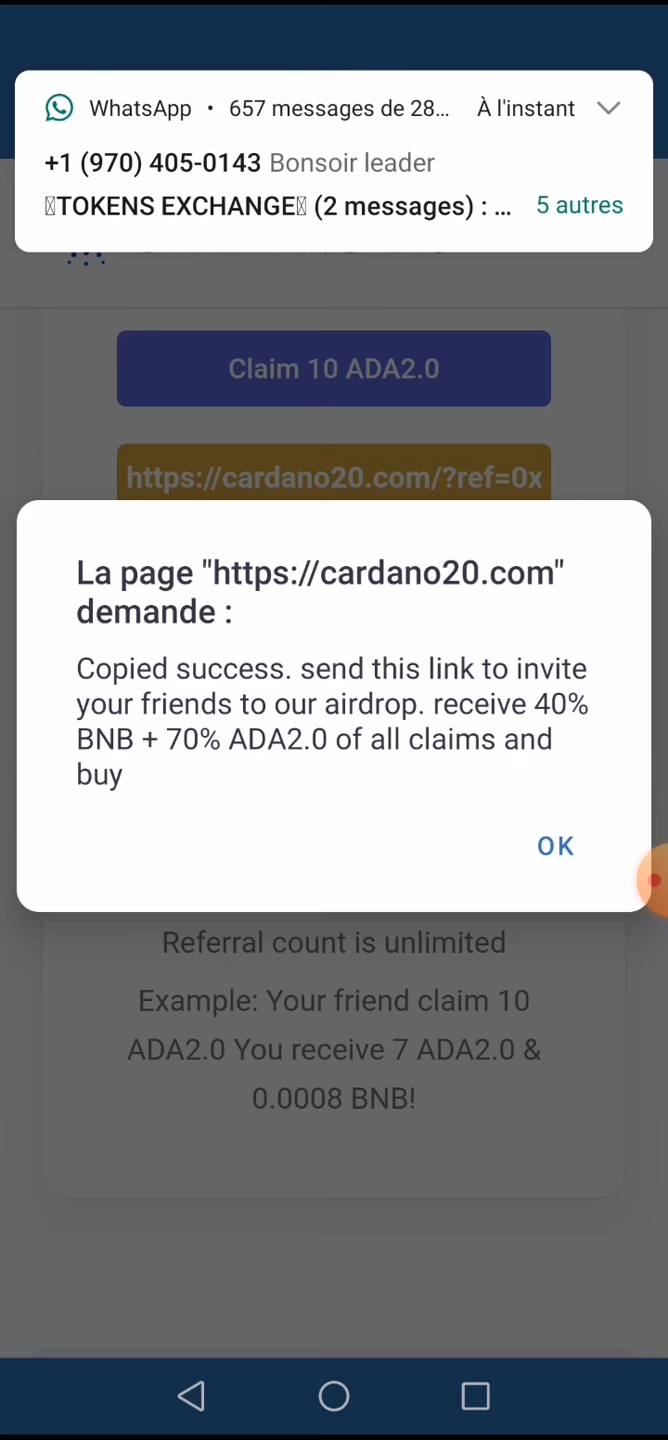 WhatsApp • 657 messages de 28... À l'instant
+1 (970) 405-0143 Bonsoir leader
TOKENS EXCHANGE (2 messages) : ... 5 autres
Claim 10 ADA2.0
https://cardano20.com/?ref=0x
La page "https://cardano20.com"
demande :
Copied success. send this link to invite
your friends to our airdrop. receive 40%
BNB + 70% ADA2.0 of all claims and
buy
OK
Referral count is unlimited
Example: Your friend claim 10
ADA2.0 You receive 7 ADA2.0 &
0.0008 BNB!